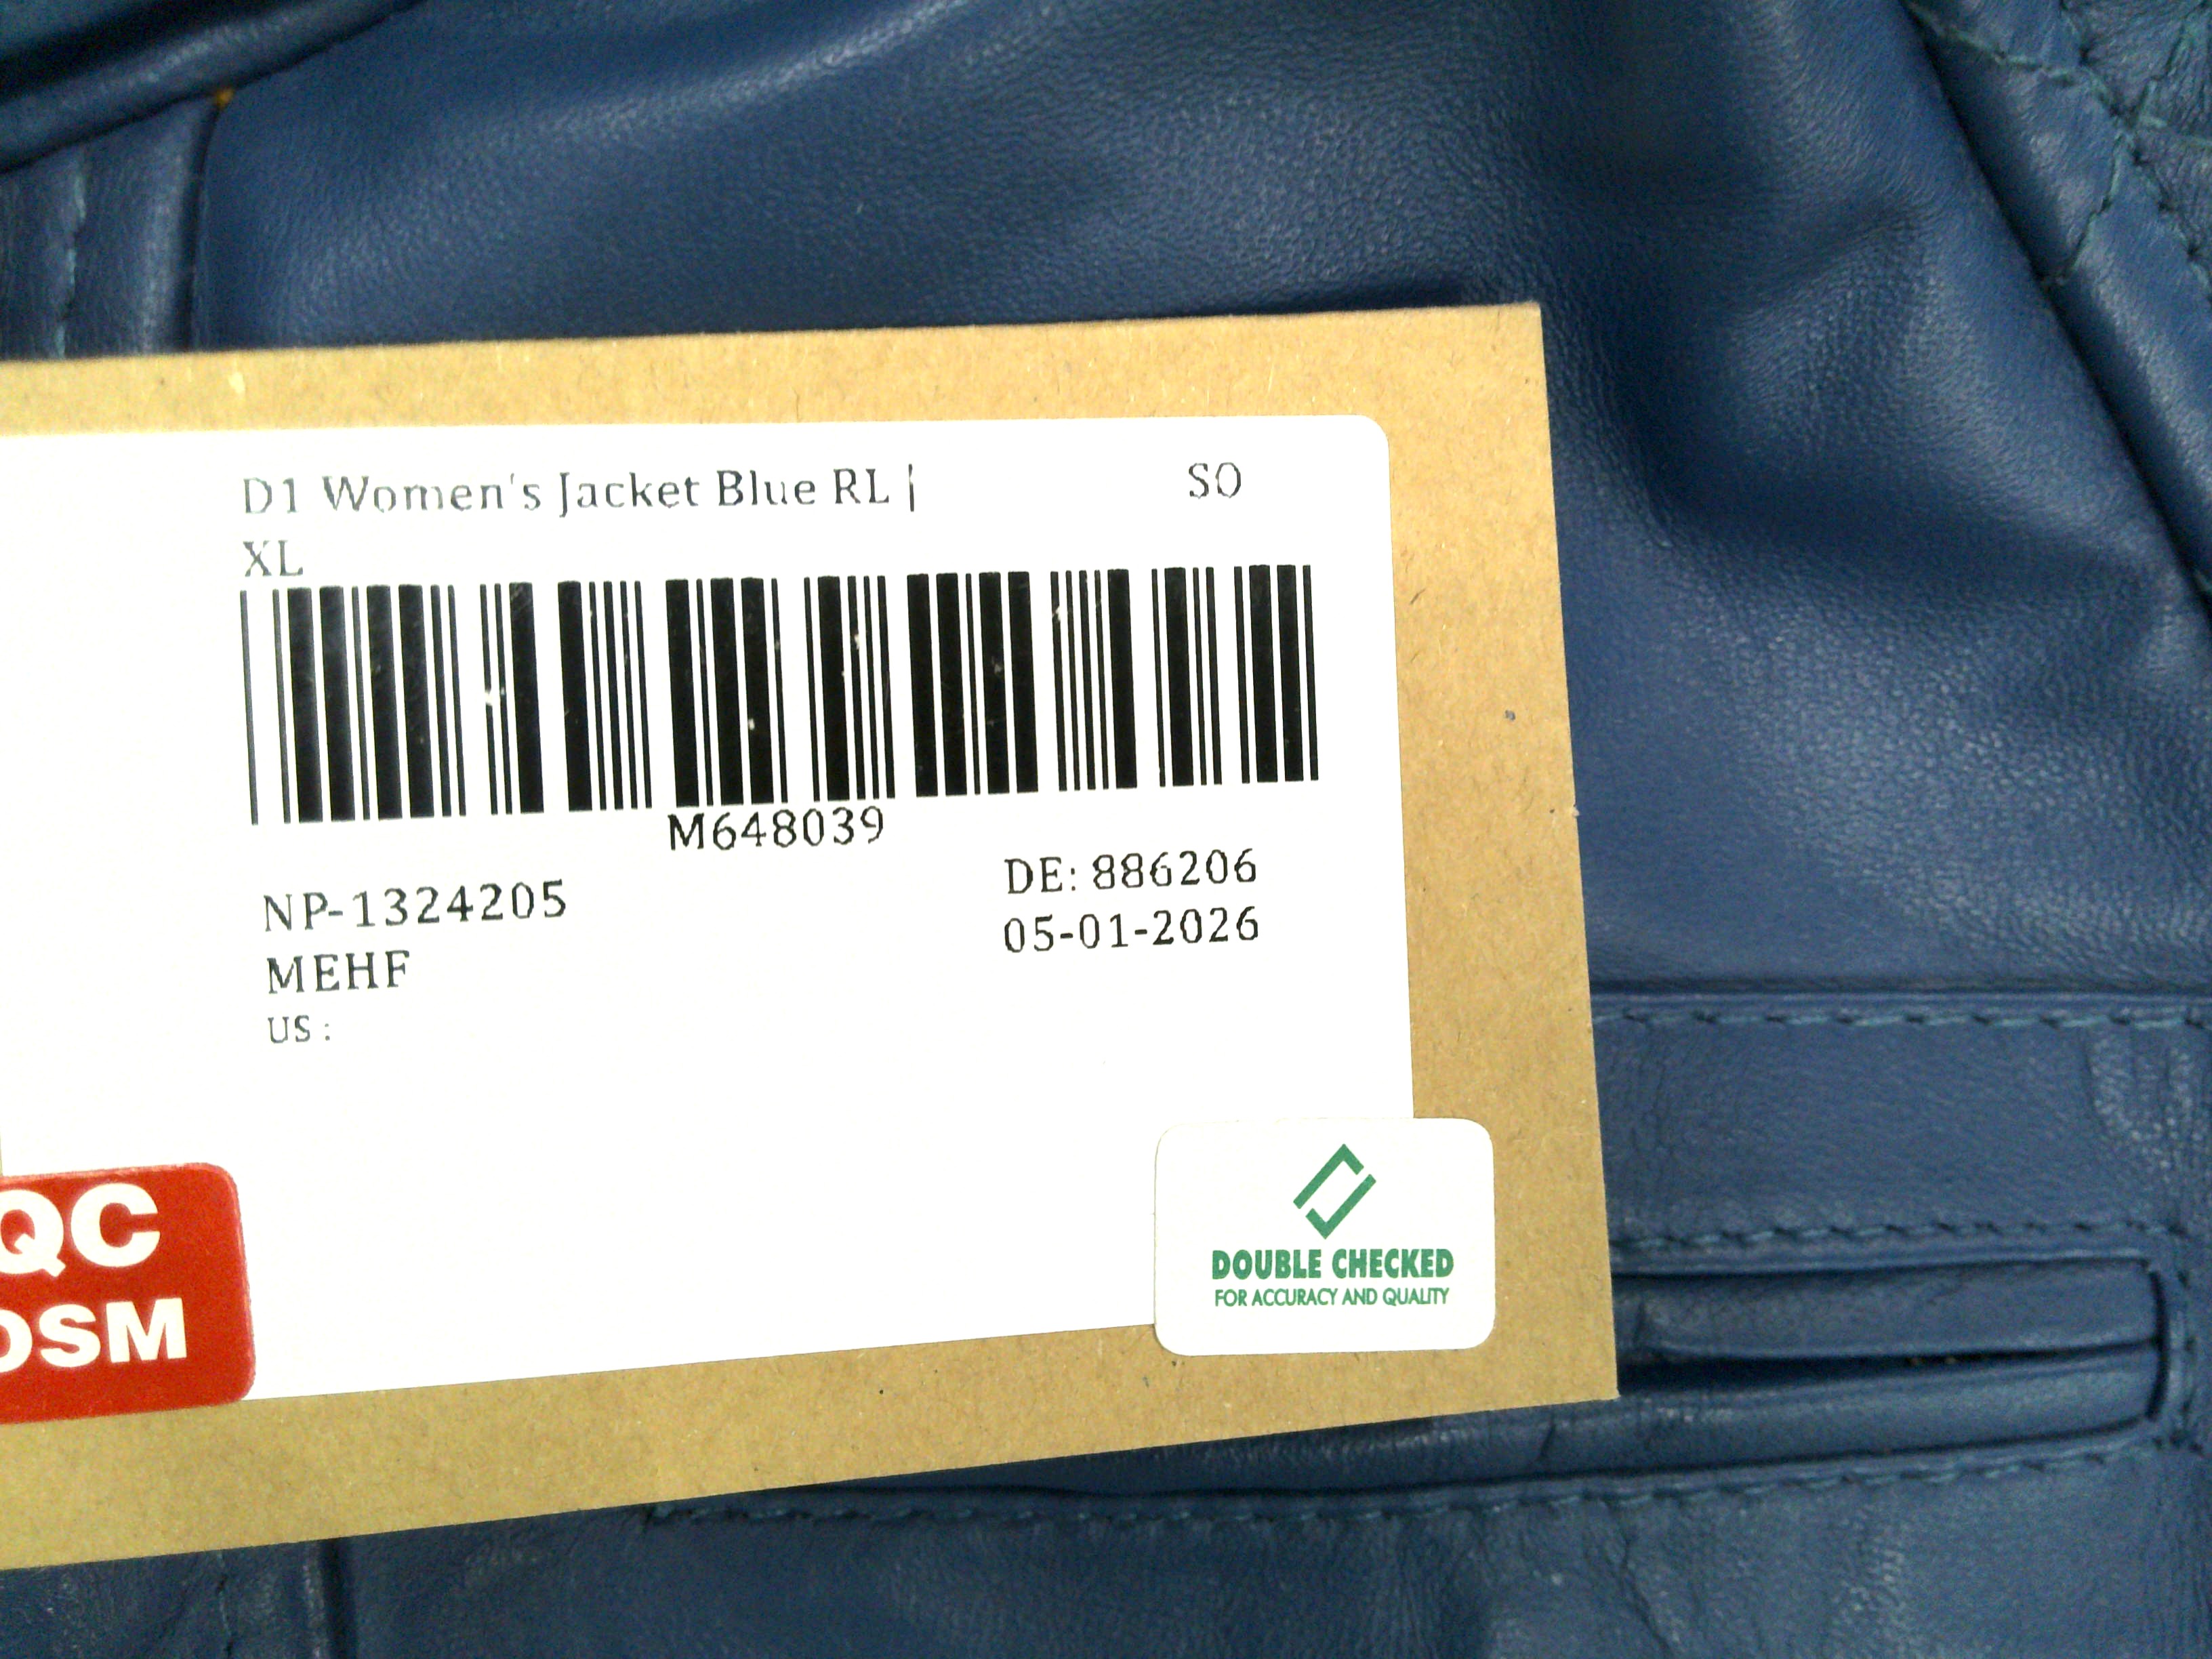 D1 Women's Jacket Blue RL | SO
XL
M648039
NP-1324205 DE: 886206
MEHF 05-01-2026
US :
QC
DSM
DOUBLE CHECKED
FOR ACCURACY AND QUALITY